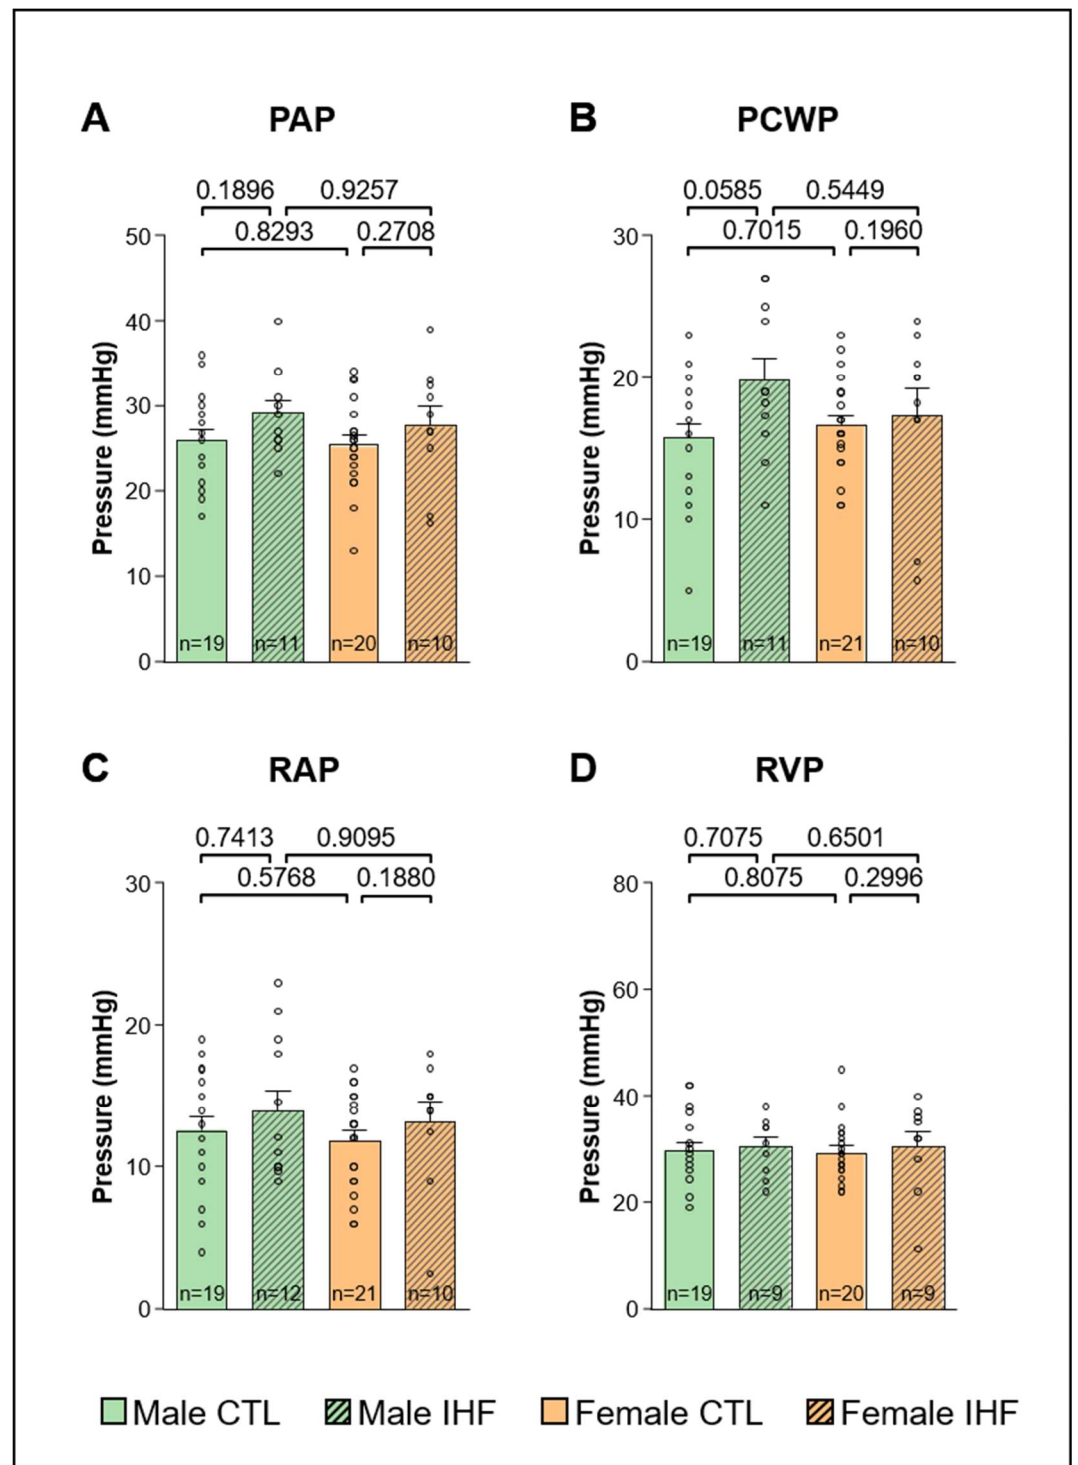 A PAP
0.1896 0.9257
0.8293 0.2708
50
40
30
20
10
0
Pressure (mmHg)
n=19 n=11 n=20 n=10
B PCWP
0.0585 0.5449
0.7015 0.1960
30
20
10
0
Pressure (mmHg)
n=19 n=11 n=21 n=10
C RAP
0.7413 0.9095
0.5768 0.1880
30
20
10
0
Pressure (mmHg)
n=19 n=12 n=21 n=10
D RVP
0.7075 0.6501
0.8075 0.2996
80
60
40
20
0
Pressure (mmHg)
n=19 n=9 n=20 n=9
Male CTL Male IHF Female CTL Female IHF